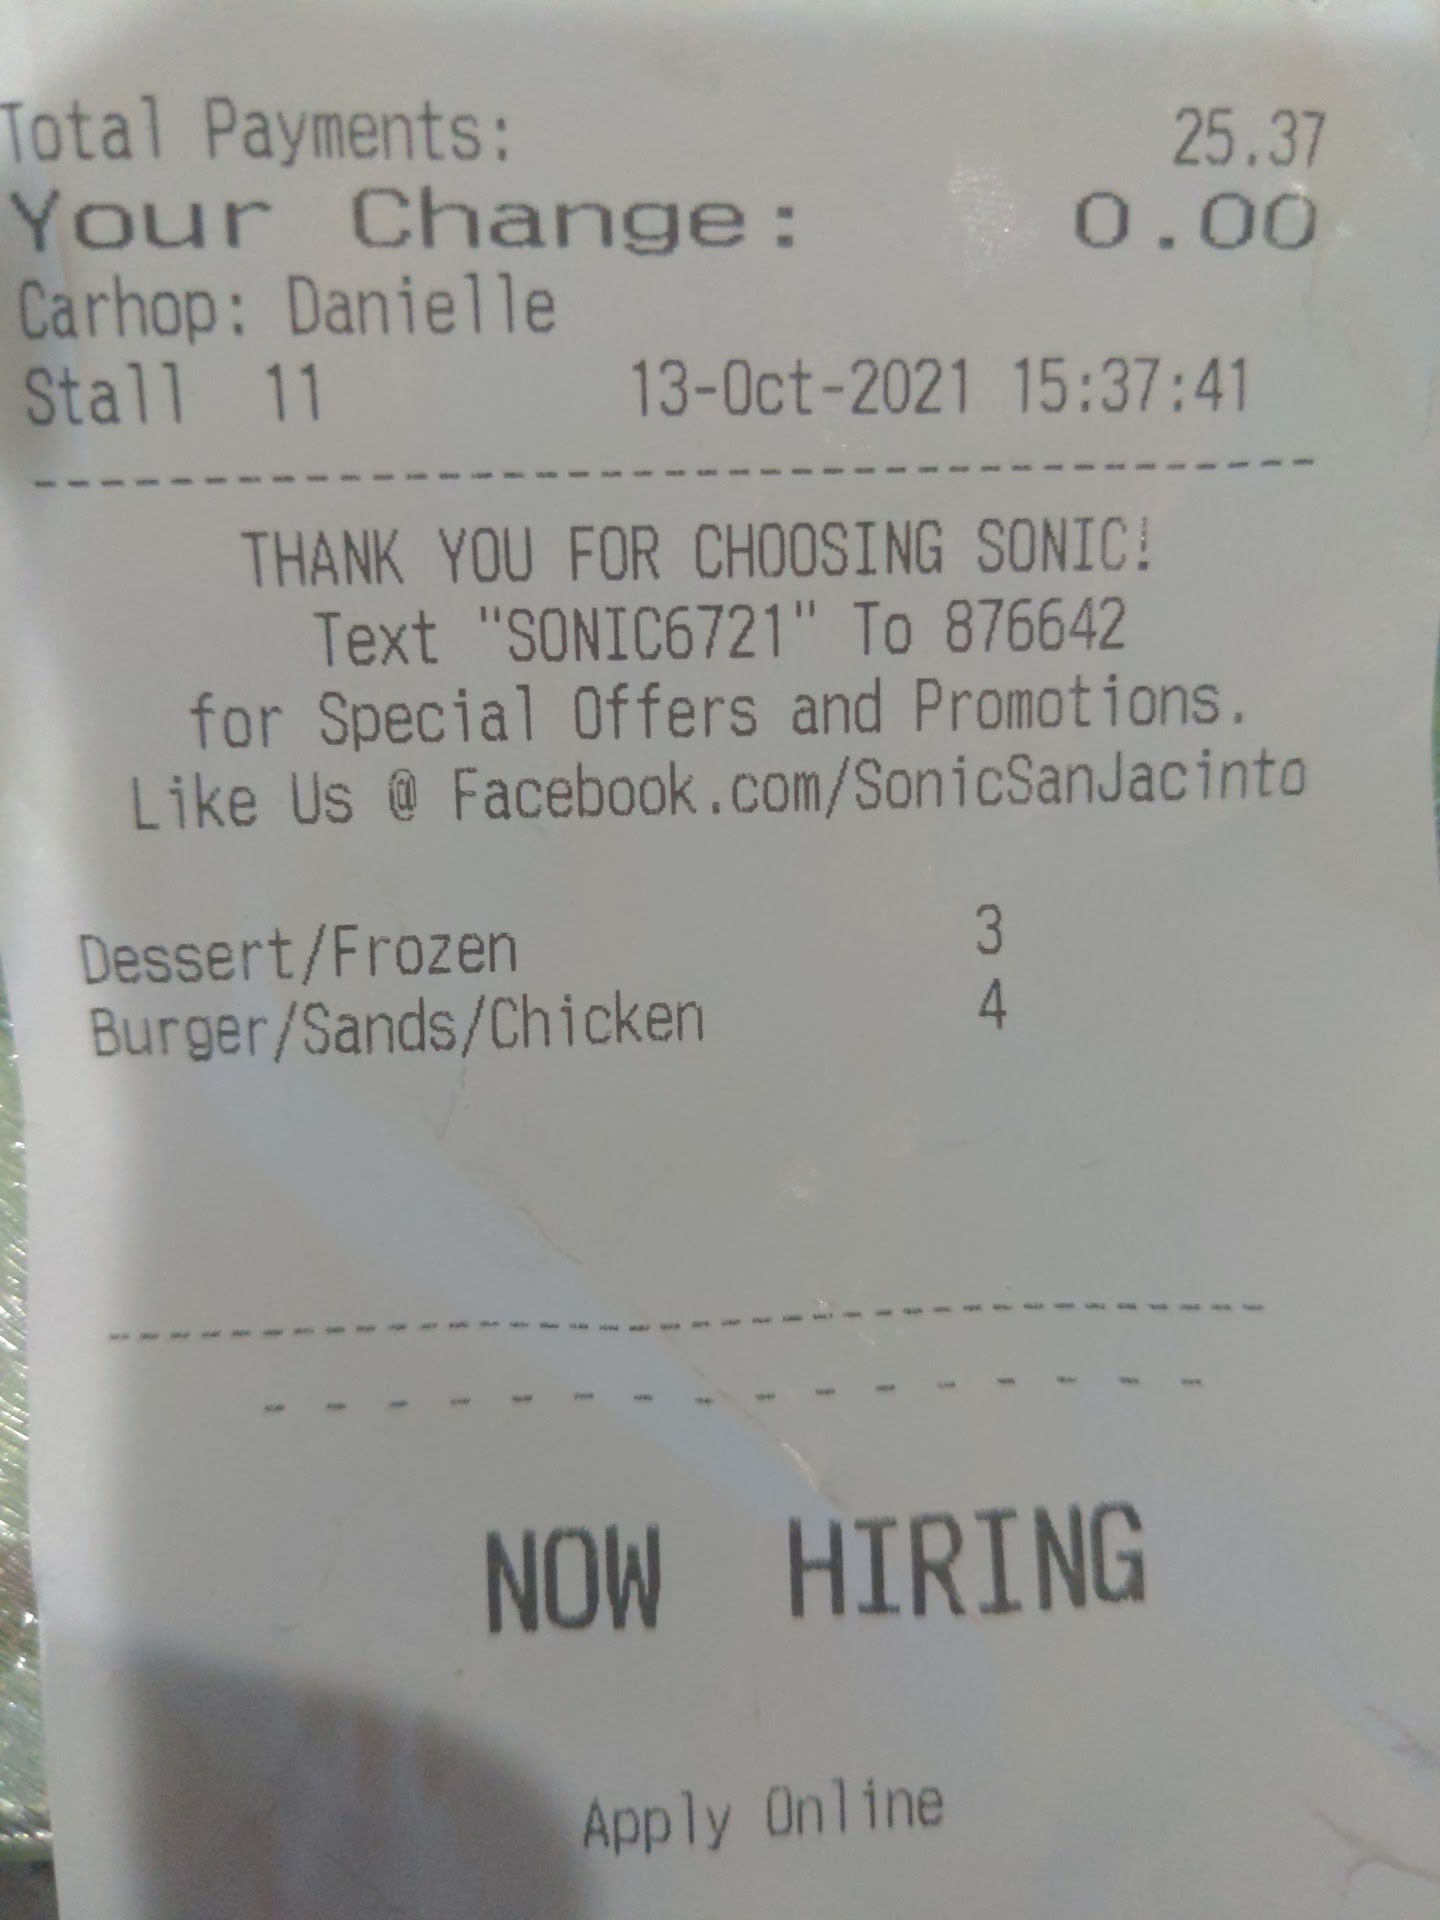 Total Payments: 25.37
Your Change: 0.00
Carhop: Danielle
Stall 11 13-Oct-2021 15:37:41
--------------------------------------
THANK YOU FOR CHOOSING SONIC!
Text "SONIC6721" To 876642
for Special Offers and Promotions.
Like Us @ Facebook.com/SonicSanJacinto
Dessert/Frozen 3
Burger/Sands/Chicken 4
--------------------------------------
- - - - - - - - - - - - - - - -
NOW HIRING
Apply Online